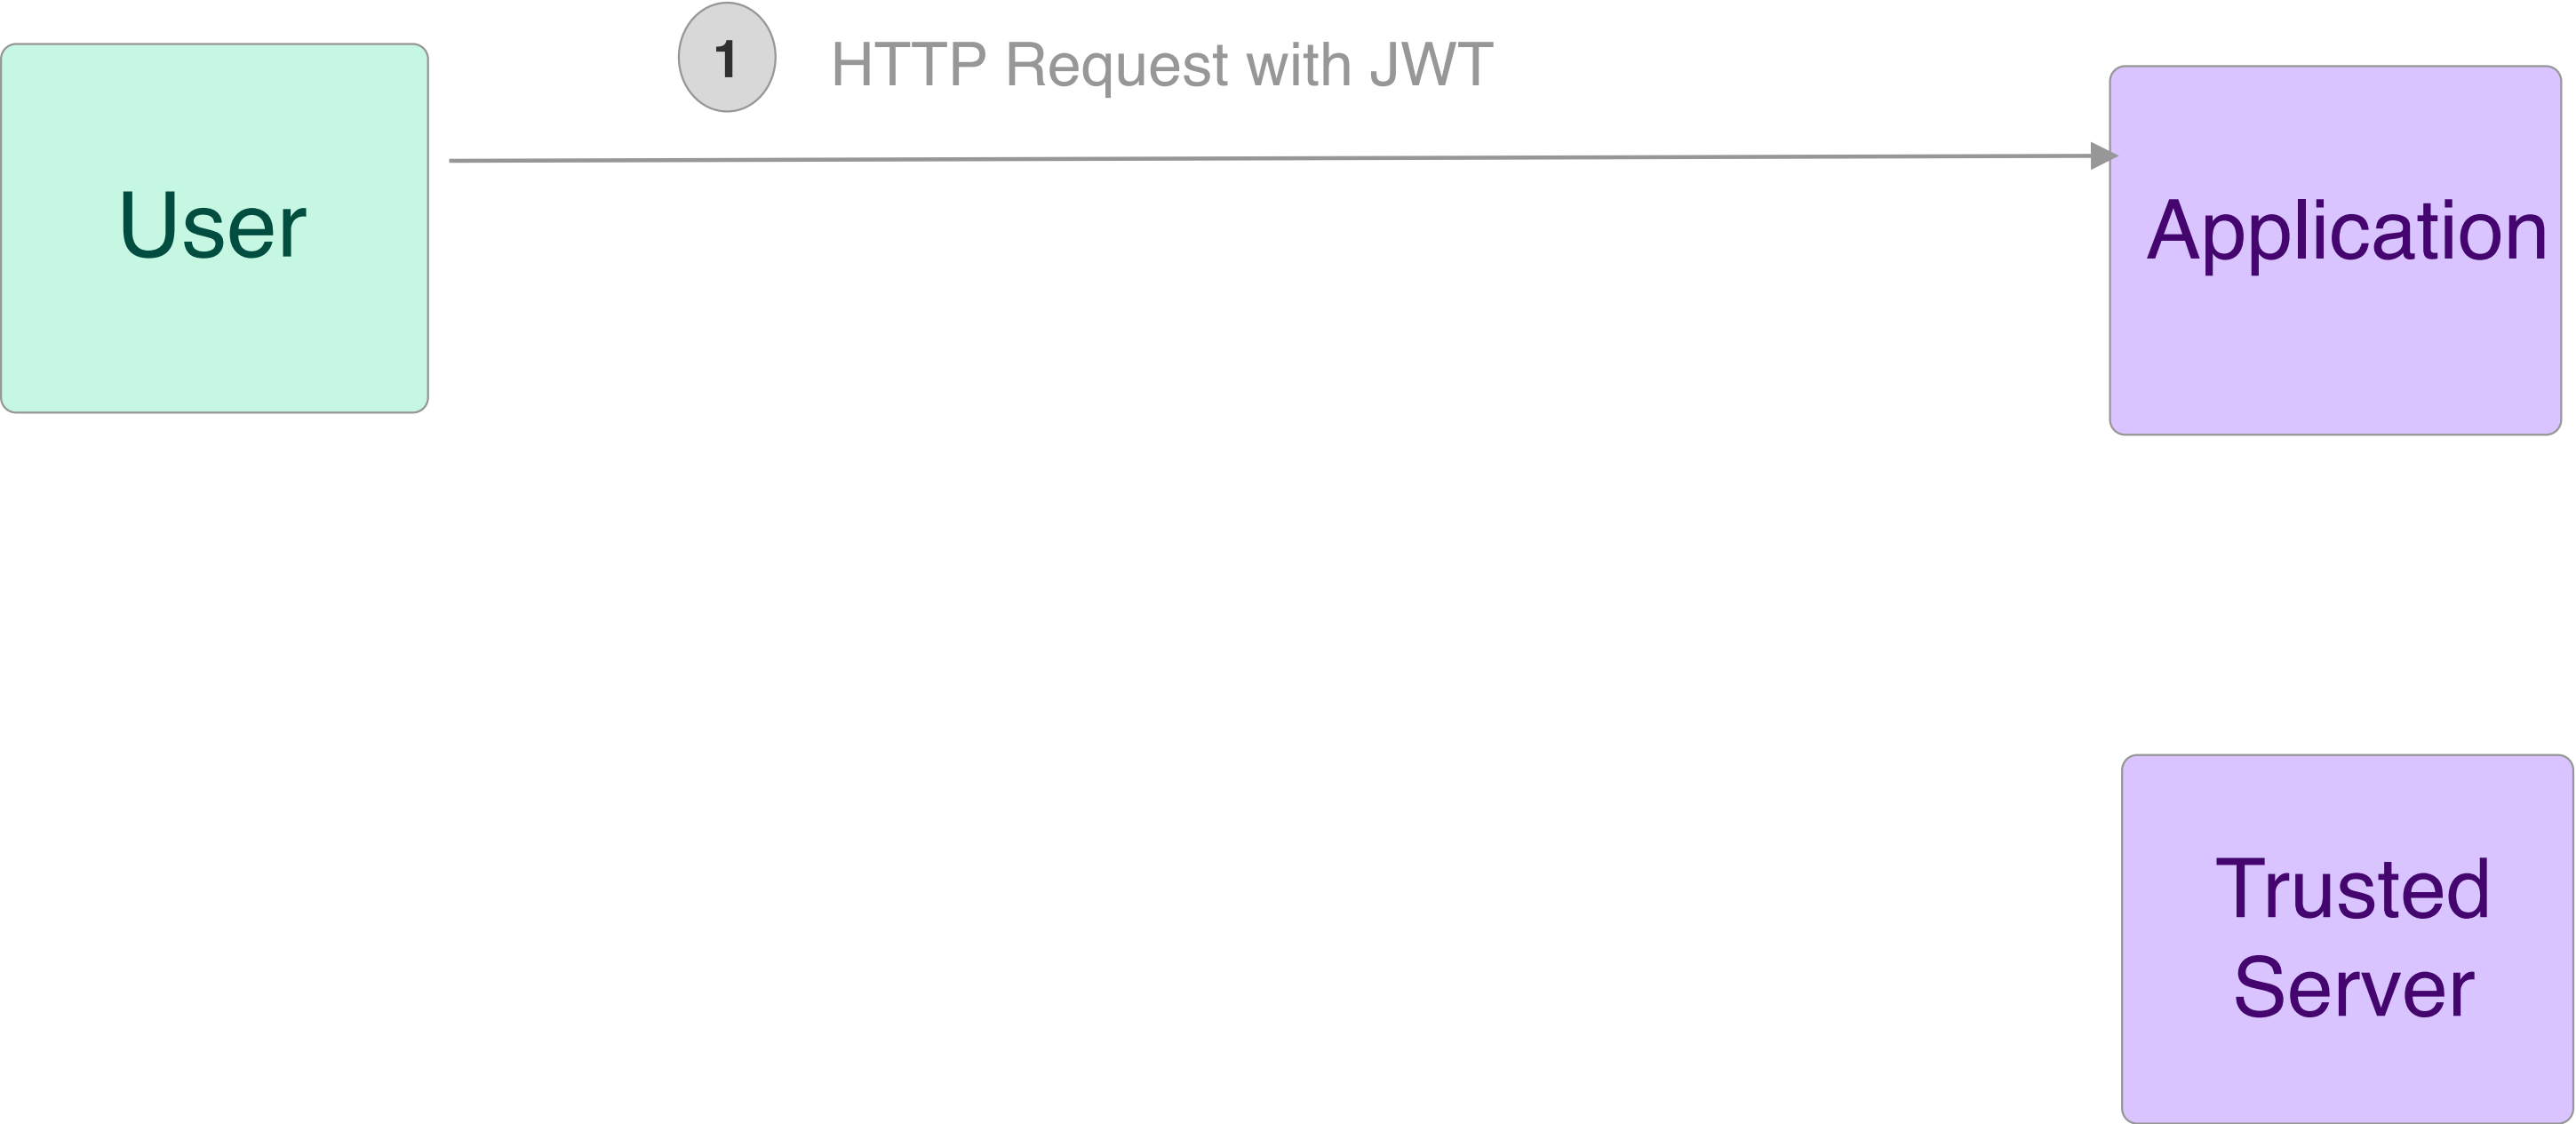 1
HTTP Request with JWT
User
Application
Trusted
Server